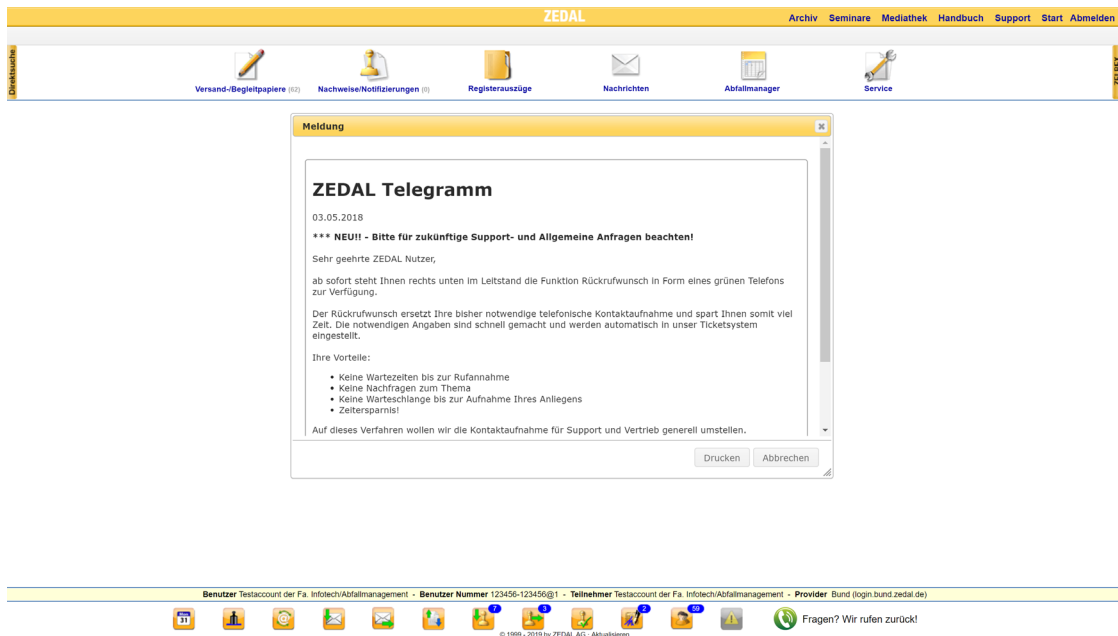 ZEDAL
Archiv Seminare Mediathek Handbuch Support Start Abmelden
Direktsuche
Versand-/Begleitpapiere (62)
Nachweise/Notifizierungen (0)
Registerauszüge
Nachrichten
Abfallmanager
Service
Meldung
ZEDAL Telegramm
03.05.2018
*** NEU!! - Bitte für zukünftige Support- und Allgemeine Anfragen beachten!
Sehr geehrte ZEDAL Nutzer,
ab sofort steht Ihnen rechts unten im Leitstand die Funktion Rückrufwunsch in Form eines grünen Telefons
zur Verfügung.
Der Rückrufwunsch ersetzt Ihre bisher notwendige telefonische Kontaktaufnahme und spart Ihnen somit viel
Zeit. Die notwendigen Angaben sind schnell gemacht und werden automatisch in unser Ticketsystem
eingestellt.
Ihre Vorteile:
• Keine Wartezeiten bis zur Rufannahme
• Keine Nachfragen zum Thema
• Keine Warteschlange bis zur Aufnahme Ihres Anliegens
• Zeitersparnis!
Auf dieses Verfahren wollen wir die Kontaktaufnahme für Support und Vertrieb generell umstellen.
Drucken Abbrechen
Benutzer Testaccount der Fa. Infotech/Abfallmanagement - Benutzer Nummer 123456-123456@1 - Teilnehmer Testaccount der Fa. Infotech/Abfallmanagement - Provider Bund (login.bund.zedal.de)
31
7
3
2
59
Fragen? Wir rufen zurück!
© 1999 - 2019 by ZEDAL AG - Aktualisieren